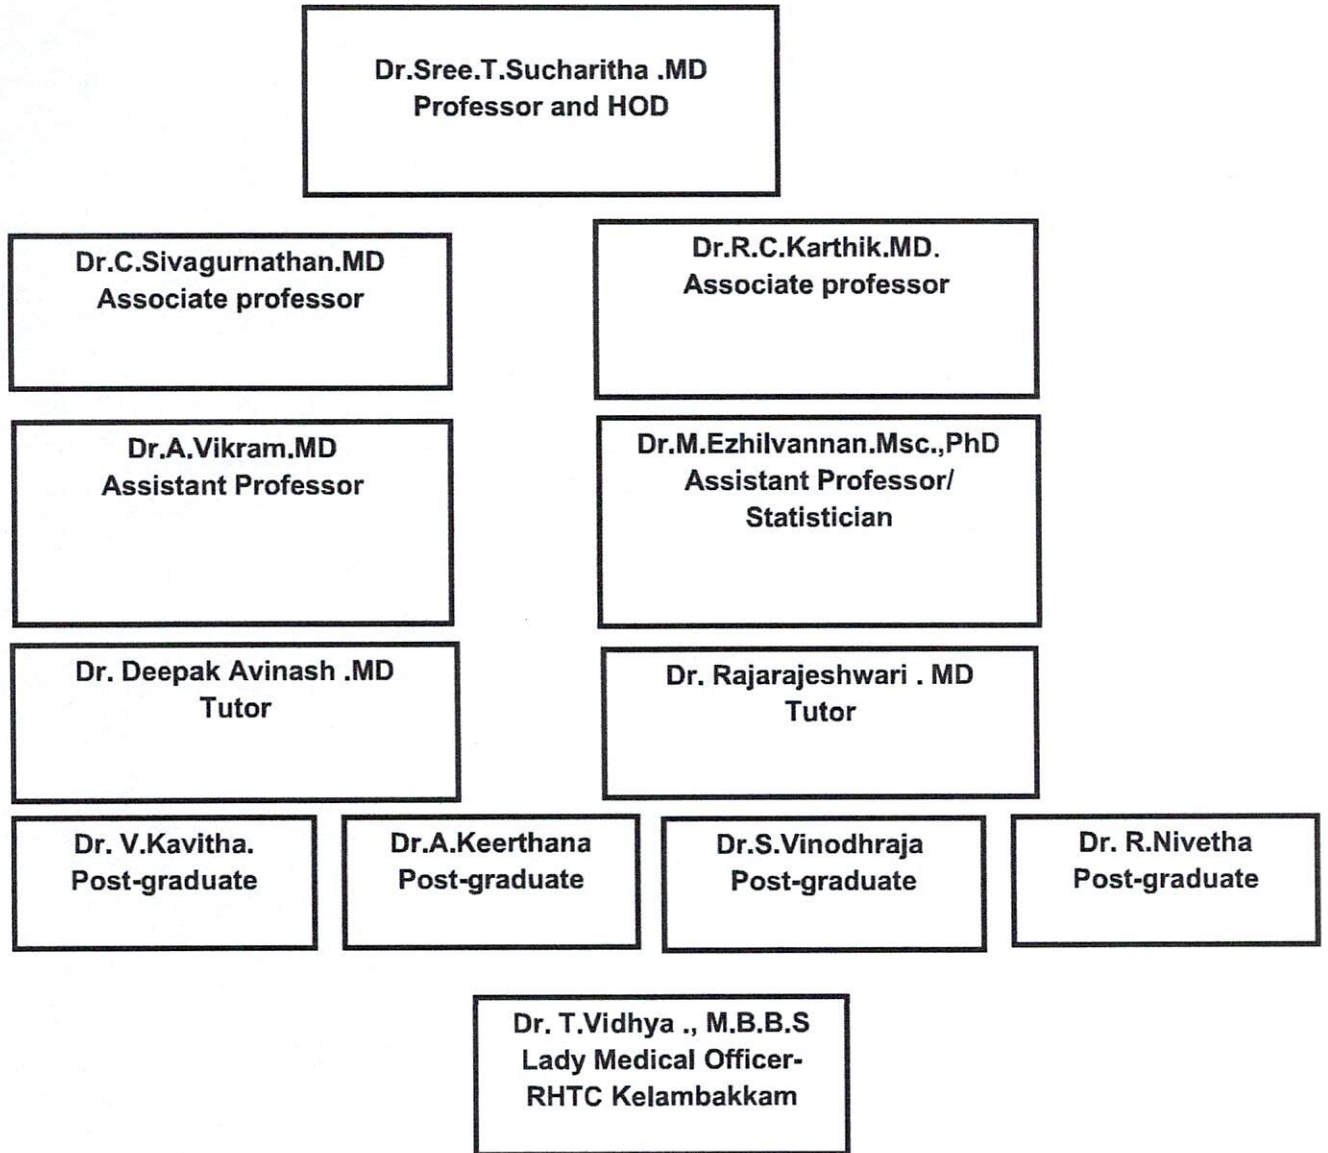 Dr.Sree.T.Sucharitha .MD
Professor and HOD
Dr.C.Sivagurnathan.MD
Associate professor
Dr.R.C.Karthik.MD.
Associate professor
Dr.A.Vikram.MD
Assistant Professor
Dr.M.Ezhilvannan.Msc.,PhD
Assistant Professor/
Statistician
Dr. Deepak Avinash .MD
Tutor
Dr. Rajarajeshwari . MD
Tutor
Dr. V.Kavitha.
Post-graduate
Dr.A.Keerthana
Post-graduate
Dr.S.Vinodhraja
Post-graduate
Dr. R.Nivetha
Post-graduate
Dr. T.Vidhya ., M.B.B.S
Lady Medical Officer-
RHTC Kelambakkam